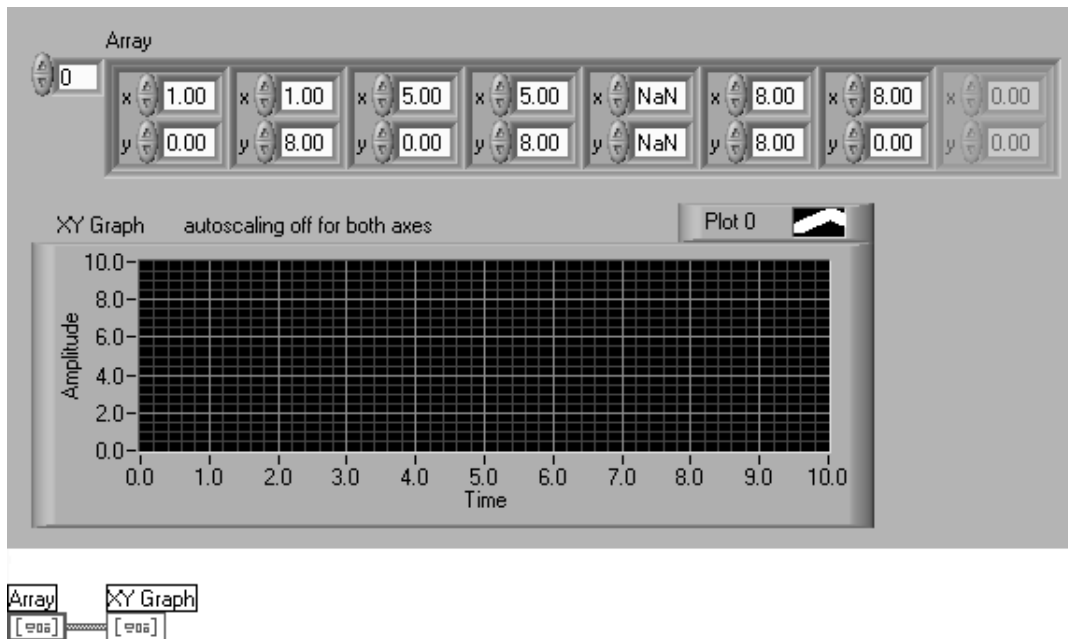 Array
0
x 1.00 x 1.00 x 5.00 x 5.00 x NaN x 8.00 x 8.00 x 0.00
y 0.00 y 8.00 y 0.00 y 8.00 y NaN y 8.00 y 0.00 y 0.00
XY Graph autoscaling off for both axes Plot 0
10.0
8.0
6.0
4.0
2.0
0.0
Amplitude
0.0 1.0 2.0 3.0 4.0 5.0 6.0 7.0 8.0 9.0 10.0
Time
Array XY Graph